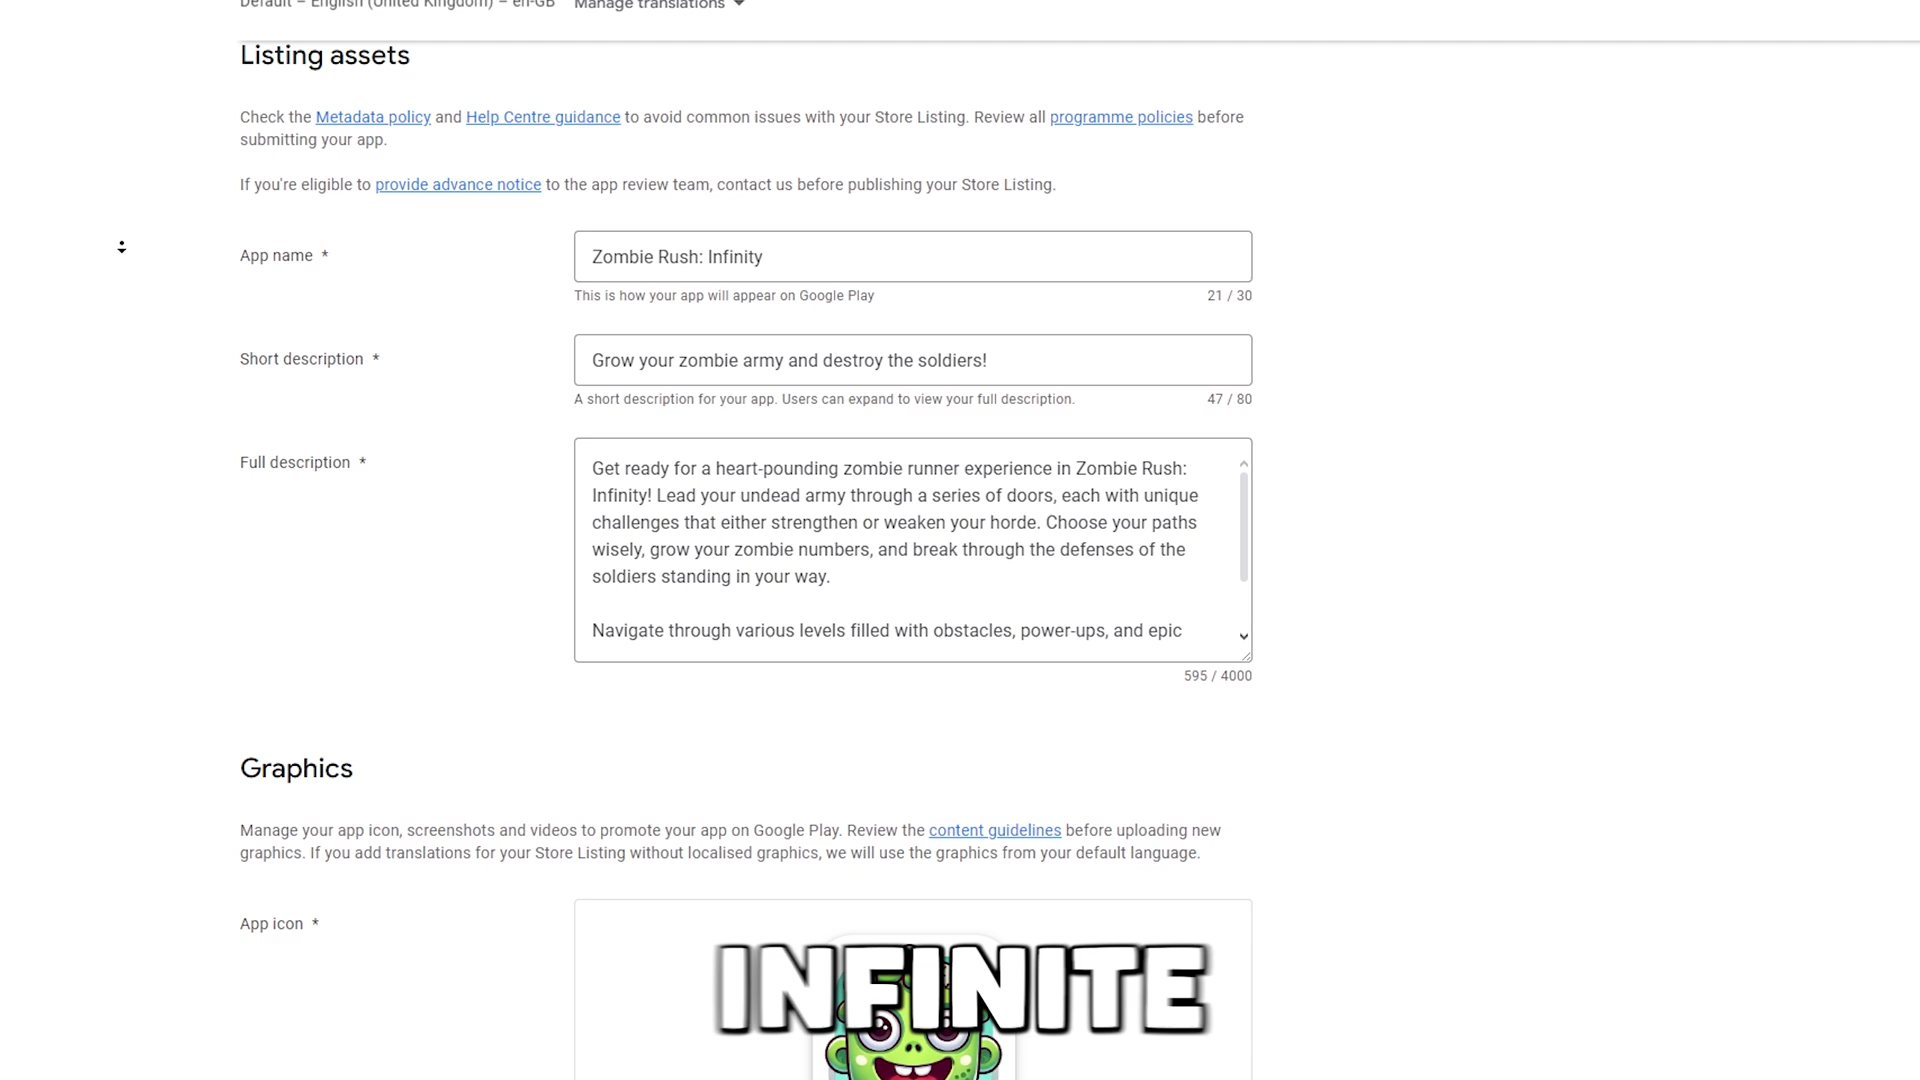 Default – English (United Kingdom) – en-GB Manage translations
Listing assets
Check the Metadata policy and Help Centre guidance to avoid common issues with your Store Listing. Review all programme policies before
submitting your app.
If you're eligible to provide advance notice to the app review team, contact us before publishing your Store Listing.
App name *
Zombie Rush: Infinity
This is how your app will appear on Google Play 21 / 30
Short description *
Grow your zombie army and destroy the soldiers!
A short description for your app. Users can expand to view your full description. 47 / 80
Full description *
Get ready for a heart-pounding zombie runner experience in Zombie Rush:
Infinity! Lead your undead army through a series of doors, each with unique
challenges that either strengthen or weaken your horde. Choose your paths
wisely, grow your zombie numbers, and break through the defenses of the
soldiers standing in your way.
Navigate through various levels filled with obstacles, power-ups, and epic
595 / 4000
Graphics
Manage your app icon, screenshots and videos to promote your app on Google Play. Review the content guidelines before uploading new
graphics. If you add translations for your Store Listing without localised graphics, we will use the graphics from your default language.
App icon *
INFINITE